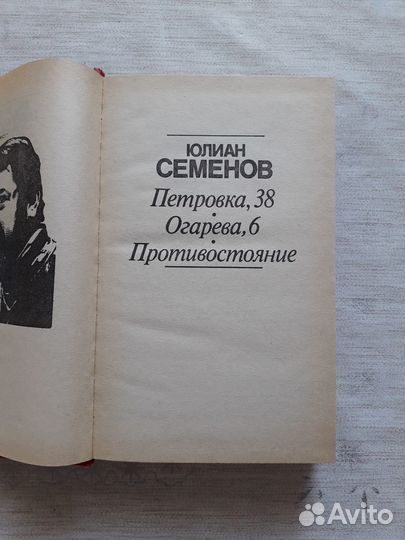 ЮЛИАН
СЕМЕНОВ
Петровка, 38
•
Огарева, 6
•
Противостояние
Avito